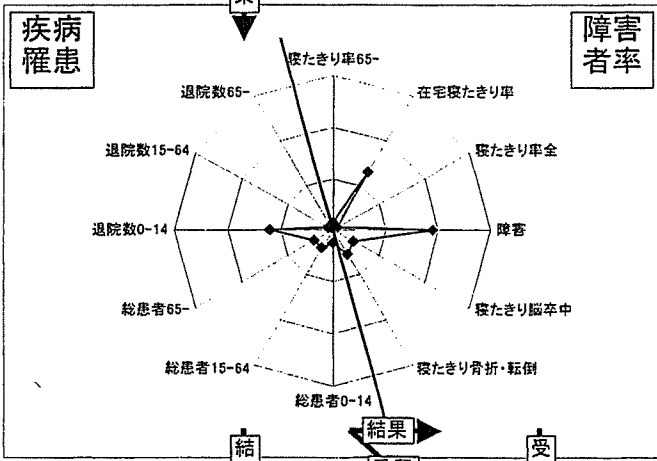 疾病
罹患
障害
者率
寝たきり率65-
退院数65-
在宅寝たきり率
退院数15-64
寝たきり率全
退院数0-14
障害
総患者65-
寝たきり脳卒中
総患者15-64
寝たきり骨折・転倒
総患者0-14
結果
結
受